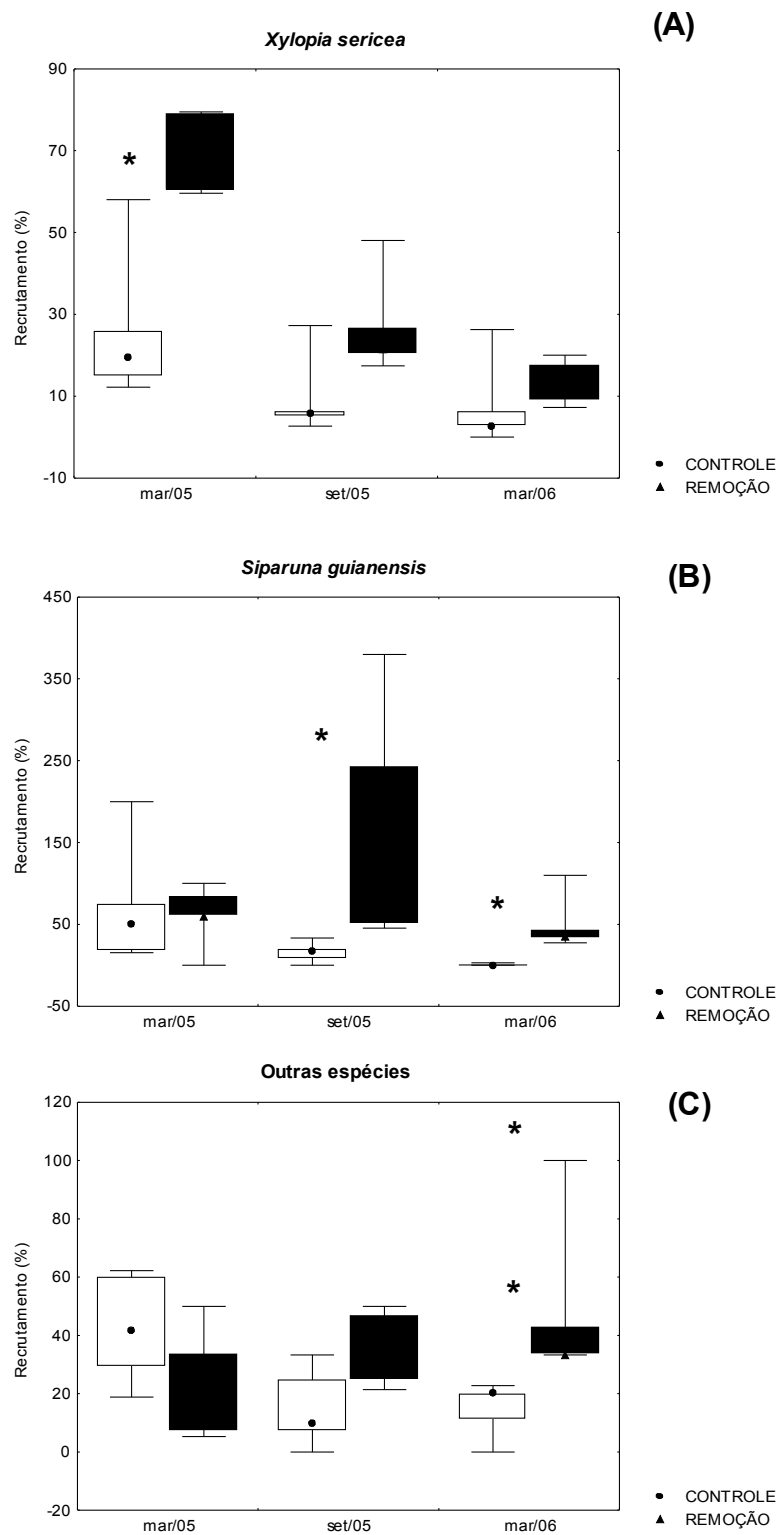 (A)
Xylopia sericea
90
70
50
30
10
-10
Recrutamento (%)
*
mar/05 set/05 mar/06
● CONTROLE
▲ REMOÇÃO
(B)
Siparuna guianensis
450
350
250
150
50
-50
Recrutamento (%)
*
*
mar/05 set/05 mar/06
● CONTROLE
▲ REMOÇÃO
(C)
Outras espécies
120
100
80
60
40
20
0
-20
Recrutamento (%)
*
*
mar/05 set/05 mar/06
● CONTROLE
▲ REMOÇÃO